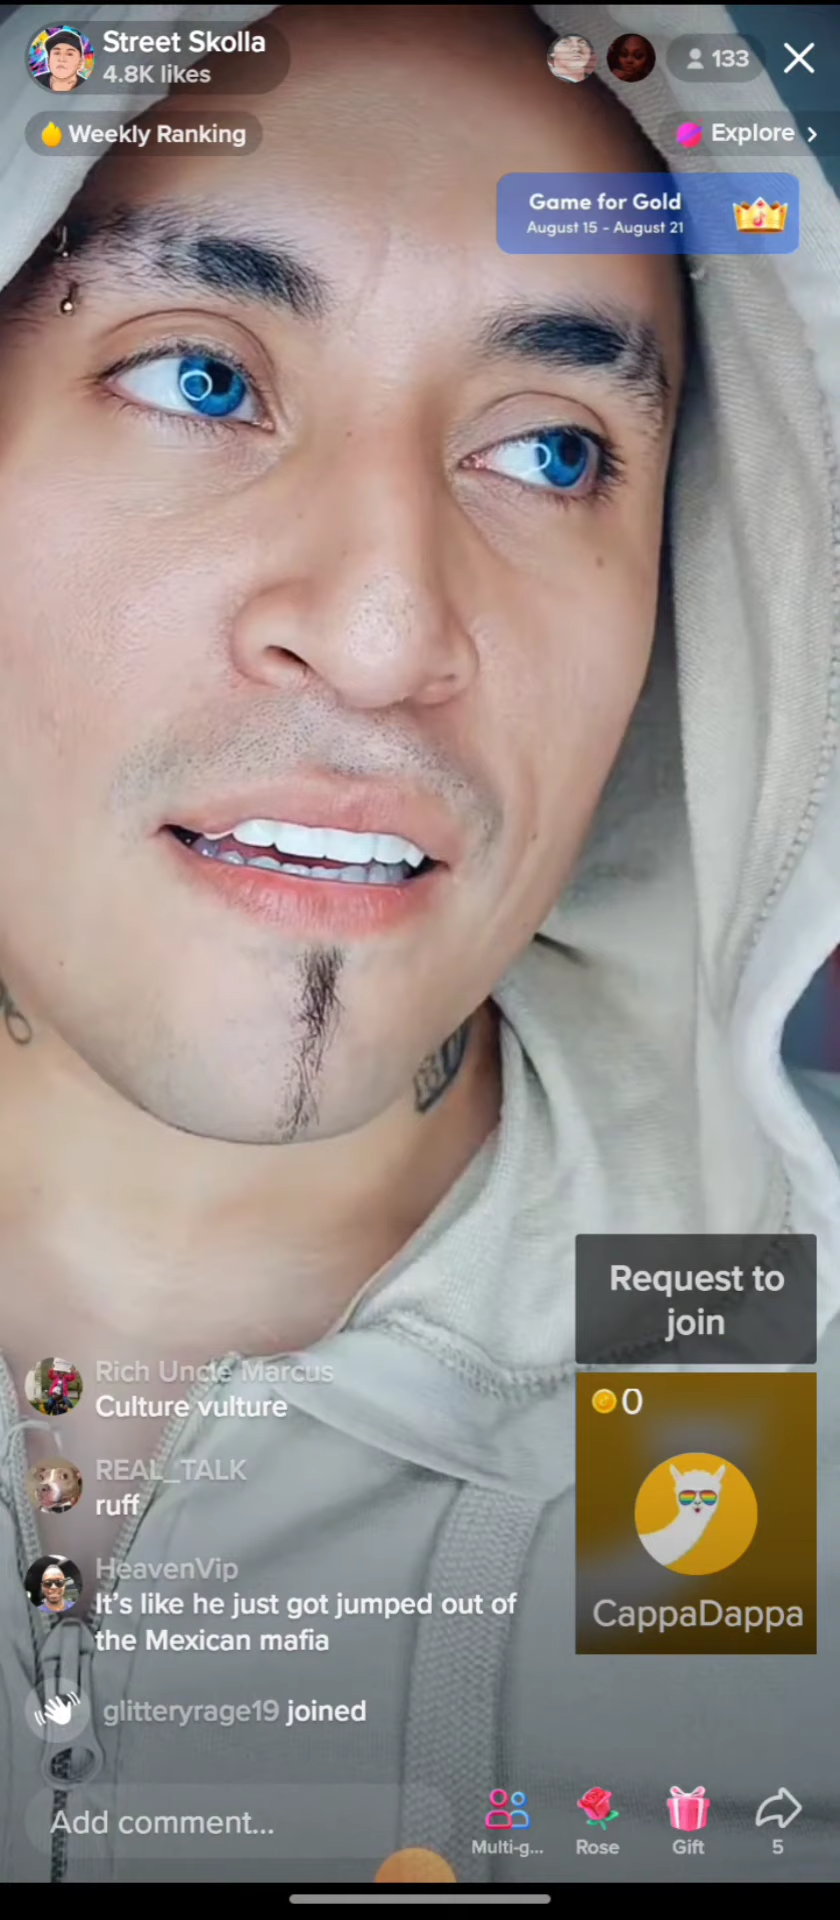 Street Skolla
4.8K likes
133
Weekly Ranking
Explore
Game for Gold
August 15 - August 21
Request to
join
Rich Uncle Marcus
Culture vulture
0
REAL_TALK
ruff
HeavenVip
It's like he just got jumped out of
the Mexican mafia
CappaDappa
glitteryrage19 joined
Add comment...
Multi-g...
Rose
Gift
5